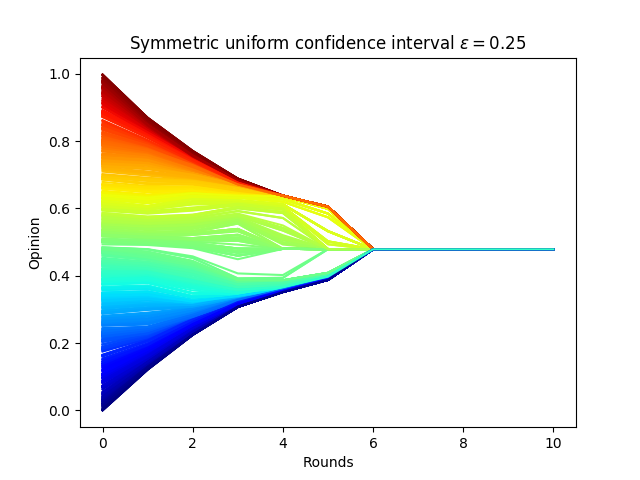 Symmetric uniform confidence interval ε = 0.25
1.0
0.8
0.6
0.4
0.2
0.0
Opinion
0 2 4 6 8 10
Rounds